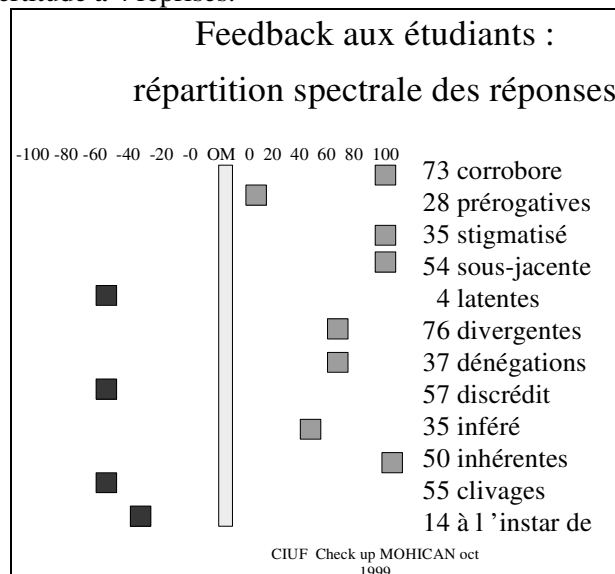 Feedback aux étudiants :
répartition spectrale des réponses
-100 -80 -60 -40 -20 -0 OM 0 20 40 60 80 100
73 corrobore
28 prérogatives
35 stigmatisé
54 sous-jacente
4 latentes
76 divergentes
37 dénégations
57 discrédit
35 inféré
50 inhérentes
55 clivages
14 à l 'instar de
CIUF Check up MOHICAN oct
1999